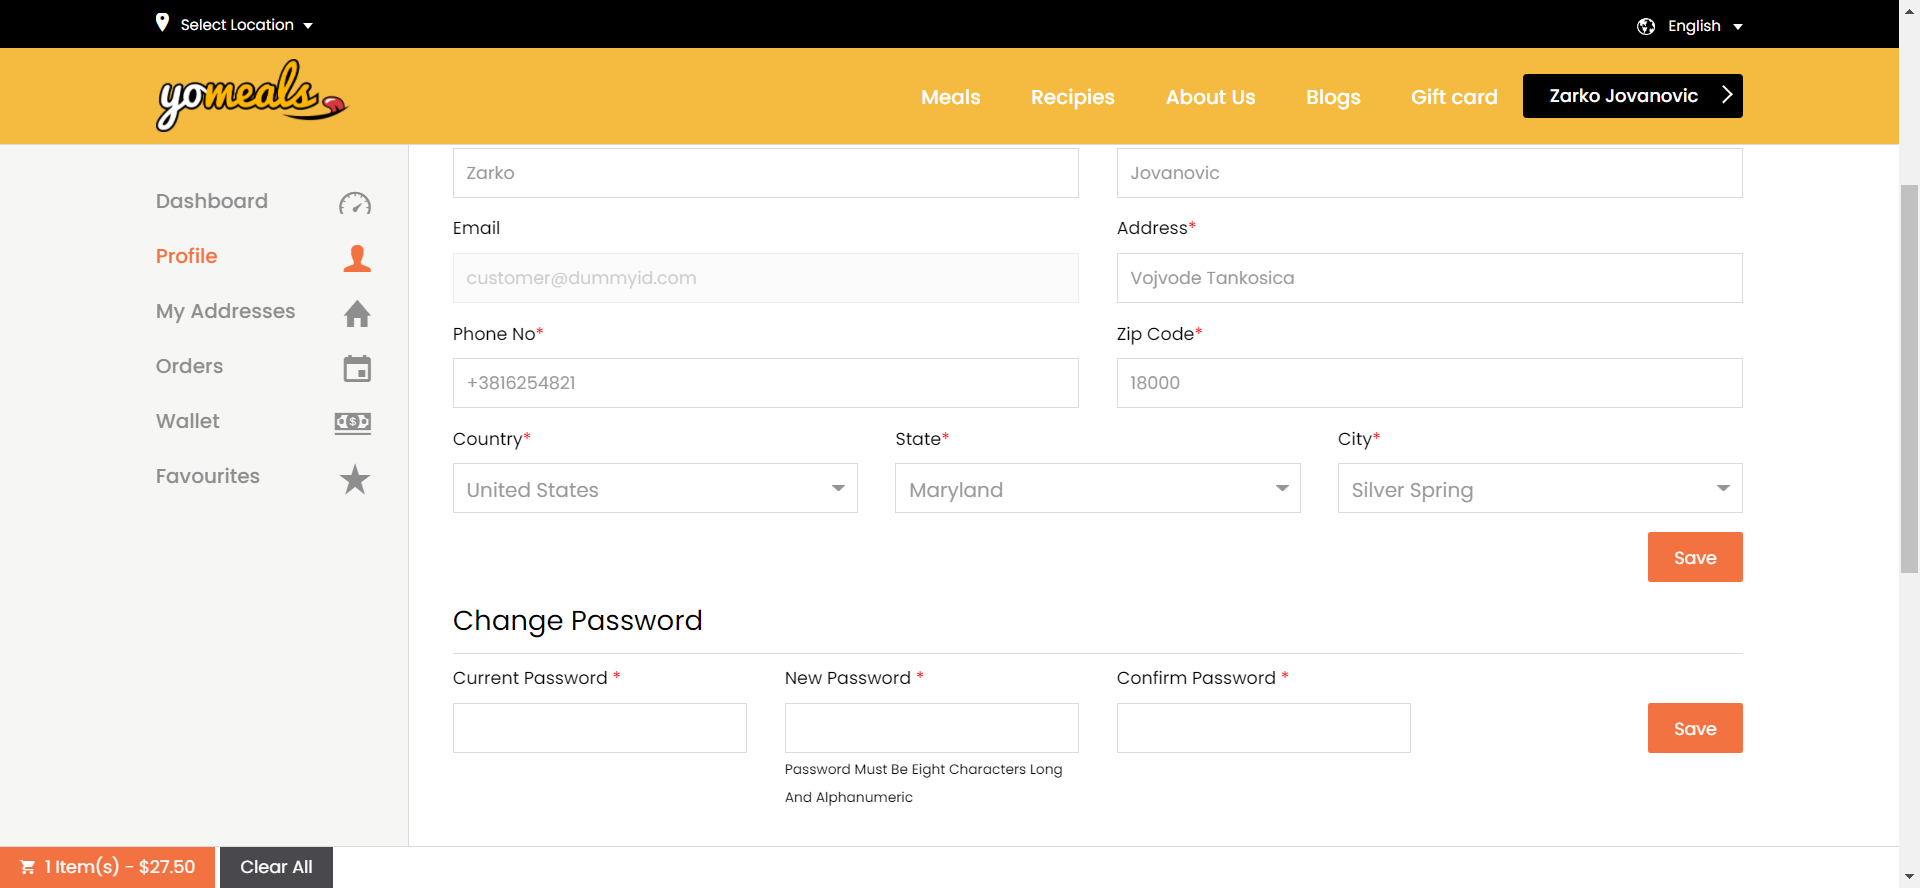 Select Location
English
yomeals
Meals
Recipies
About Us
Blogs
Gift card
Zarko Jovanovic
Dashboard
Profile
My Addresses
Orders
Wallet
Favourites
Zarko
Jovanovic
Email
Address*
customer@dummyid.com
Vojvode Tankosica
Phone No*
Zip Code*
+3816254821
18000
Country*
State*
City*
United States
Maryland
Silver Spring
Save
Change Password
Current Password *
New Password *
Confirm Password *
Save
Password Must Be Eight Characters Long
And Alphanumeric
1 Item(s) - $27.50
Clear All